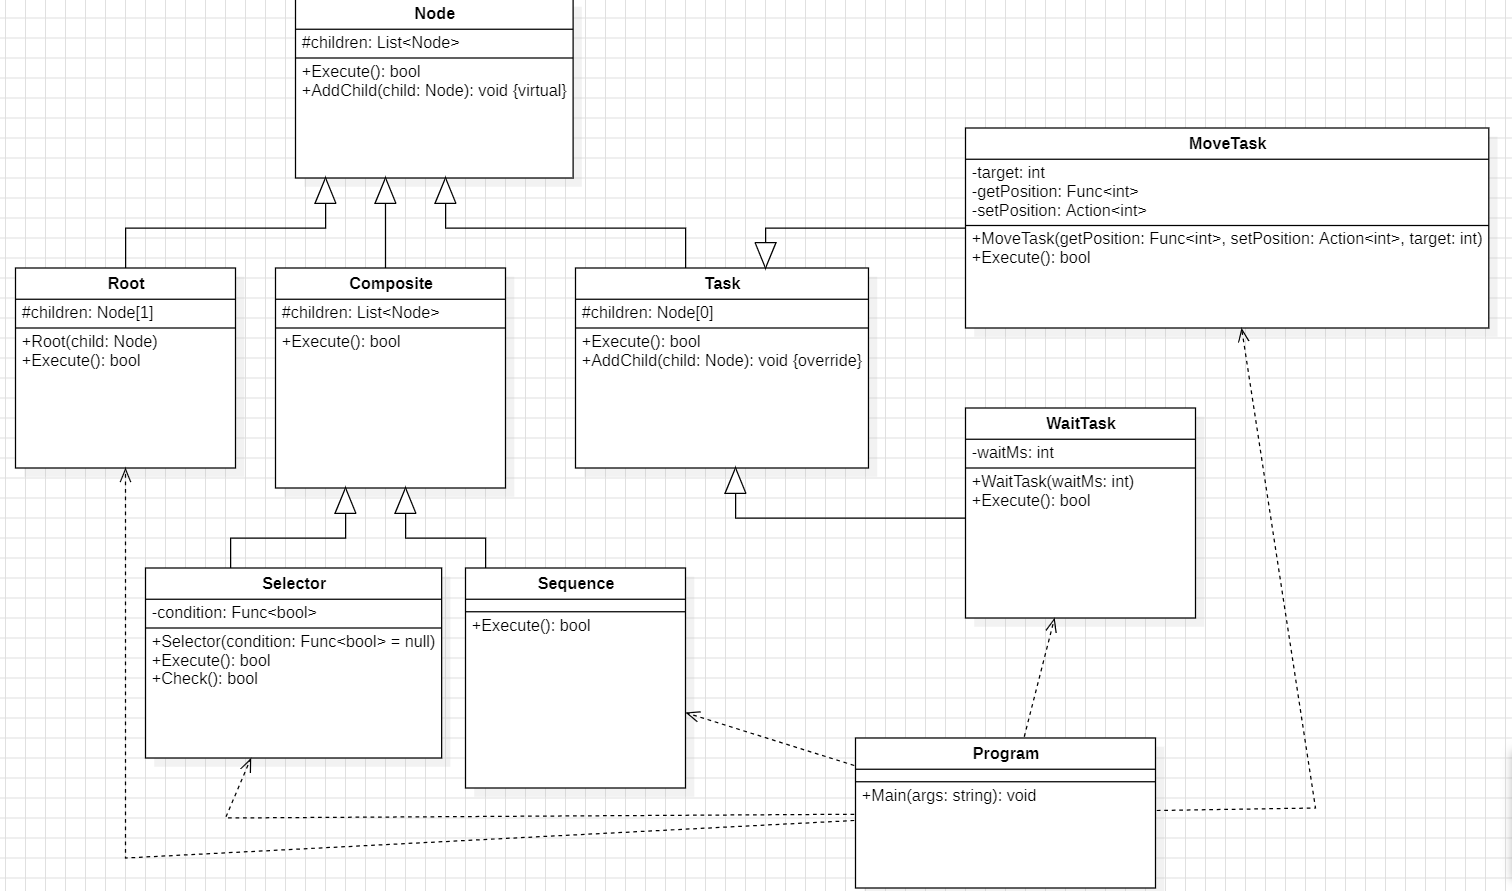 Node
#children: List<Node>
+Execute(): bool
+AddChild(child: Node): void {virtual}
MoveTask
-target: int
-getPosition: Func<int>
-setPosition: Action<int>
+MoveTask(getPosition: Func<int>, setPosition: Action<int>, target: int)
+Execute(): bool
Root
#children: Node[1]
+Root(child: Node)
+Execute(): bool
Composite
#children: List<Node>
+Execute(): bool
Task
#children: Node[0]
+Execute(): bool
+AddChild(child: Node): void {override}
WaitTask
-waitMs: int
+WaitTask(waitMs: int)
+Execute(): bool
Selector
-condition: Func<bool>
+Selector(condition: Func<bool> = null)
+Execute(): bool
+Check(): bool
Sequence
+Execute(): bool
Program
+Main(args: string): void